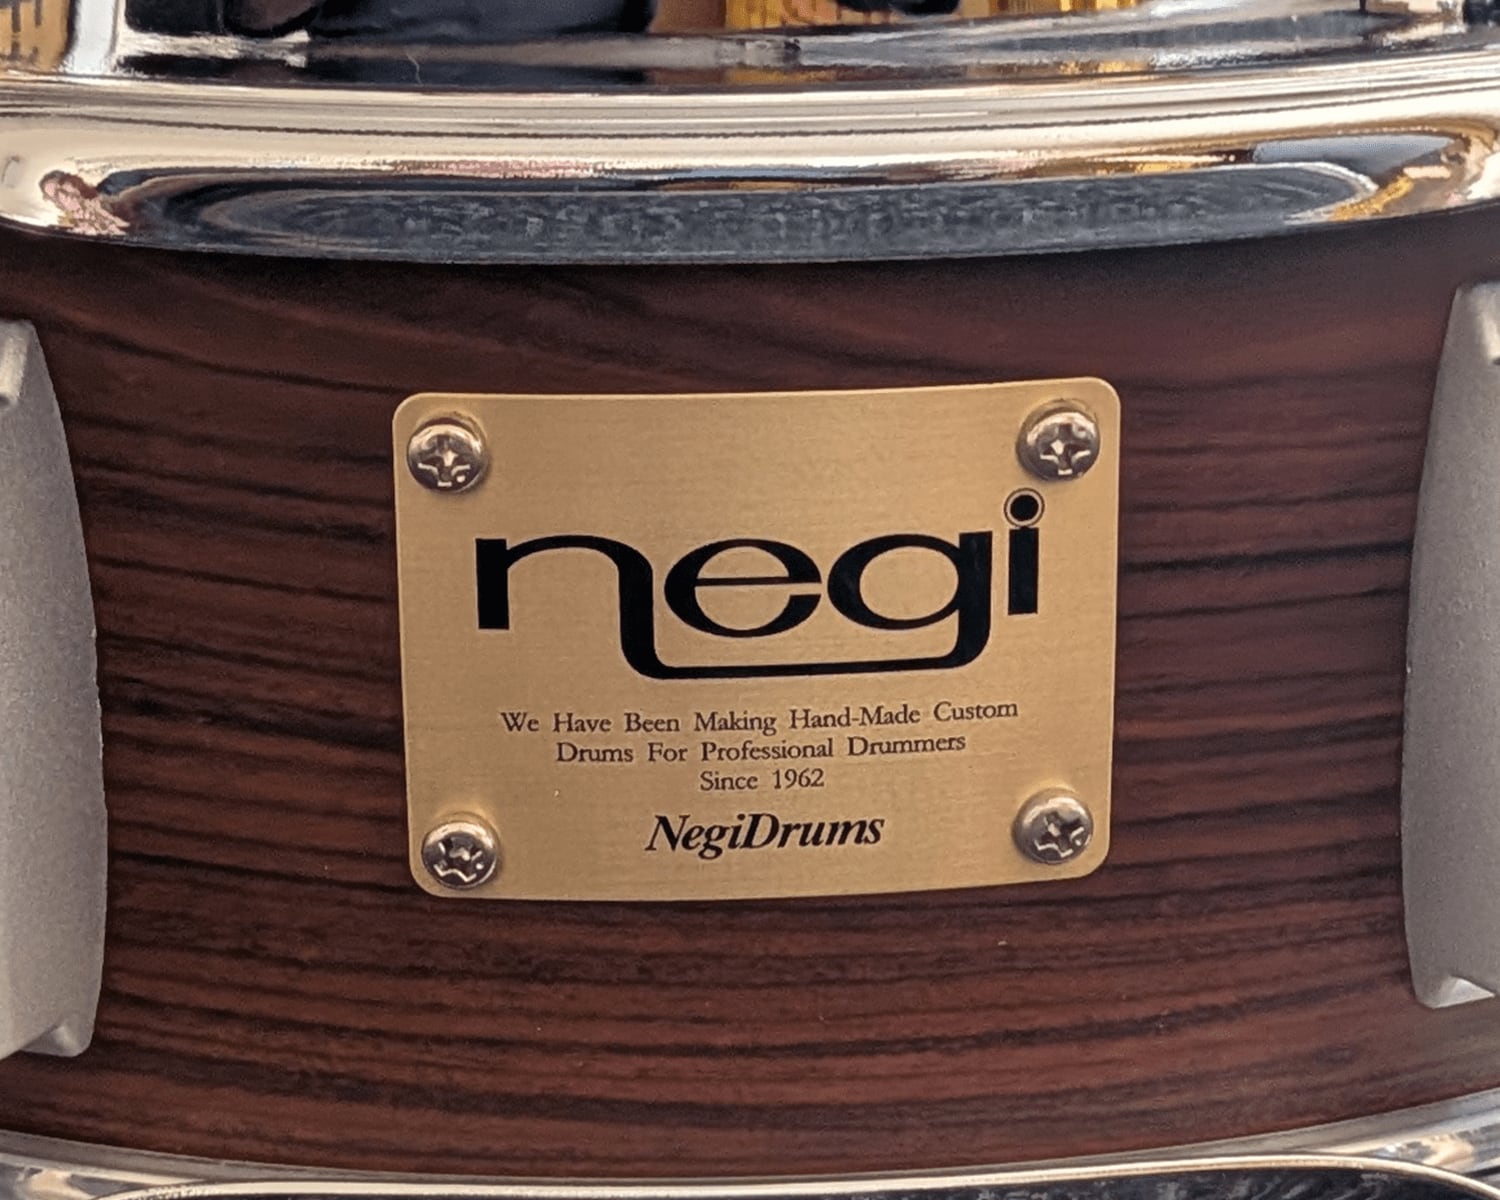 negi
We Have Been Making Hand-Made Custom
Drums For Professional Drummers
Since 1962
NegiDrums